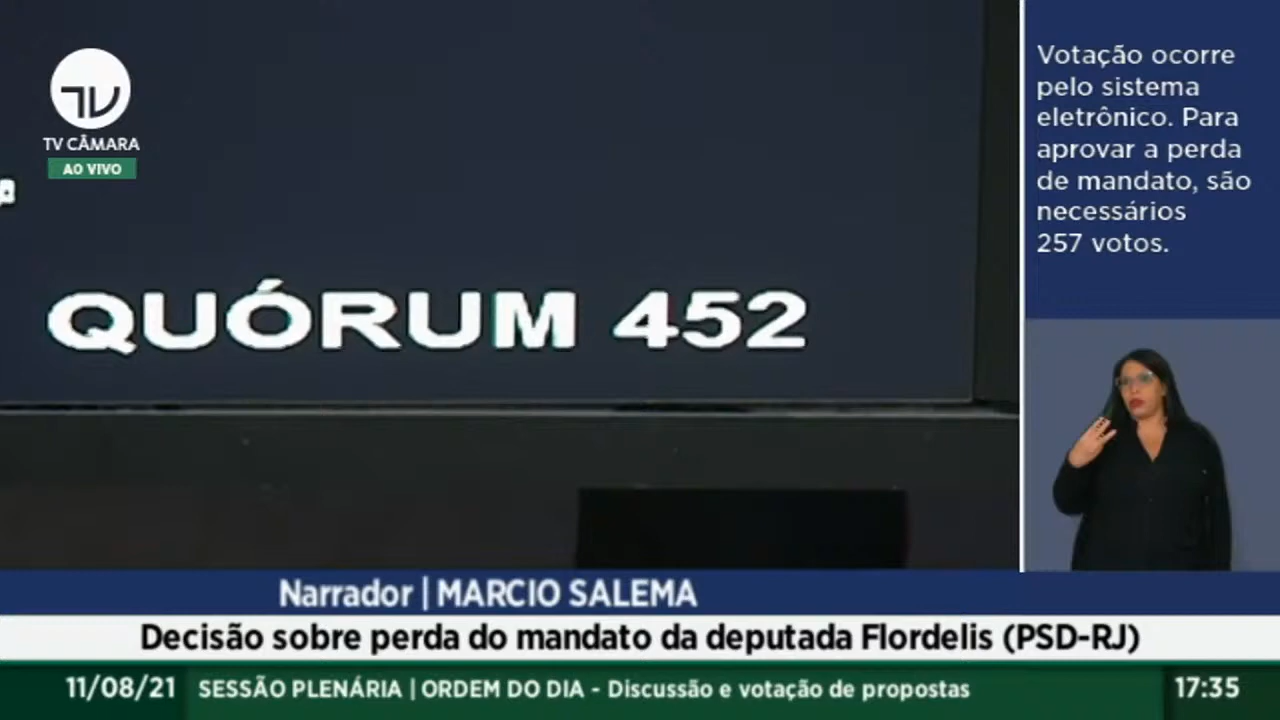 TV CÂMARA
AO VIVO
QUÓRUM 452
Votação ocorre
pelo sistema
eletrônico. Para
aprovar a perda
de mandato, são
necessários
257 votos.
Narrador | MARCIO SALEMA
Decisão sobre perda do mandato da deputada Flordelis (PSD-RJ)
11/08/21 SESSÃO PLENÁRIA | ORDEM DO DIA - Discussão e votação de propostas 17:35